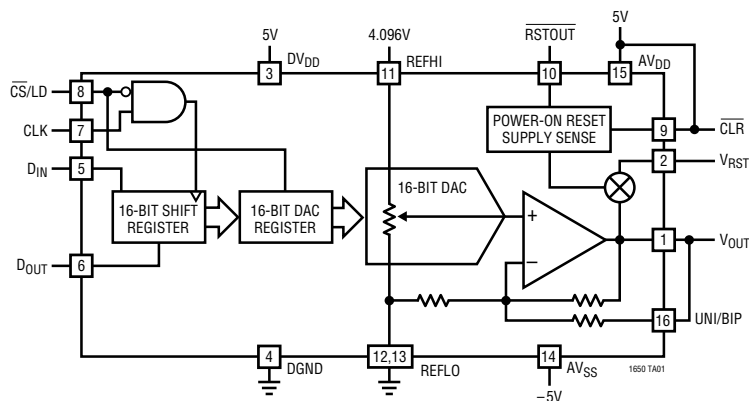 5V
4.096V
RSTOUT
5V
DVDD
REFHI
AVDD
3
11
10
15
CS/LD
8
CLK
7
DIN
5
POWER-ON RESET
SUPPLY SENSE
9
CLR
2
VRST
16-BIT SHIFT
REGISTER
16-BIT DAC
REGISTER
16-BIT DAC
+
–
1
VOUT
DOUT
6
16
UNI/BIP
4
DGND
12,13
REFLO
14
AVSS
–5V
1650 TA01